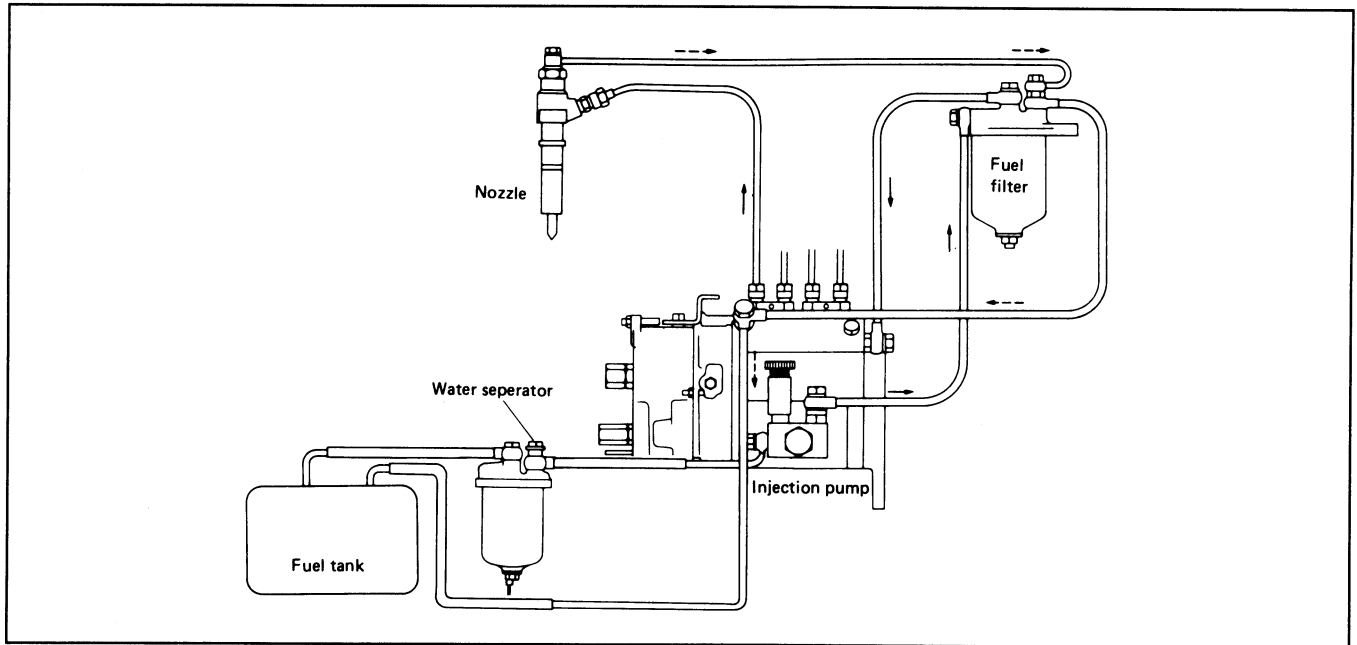 Nozzle
Fuel
filter
Water seperator
Injection pump
Fuel tank